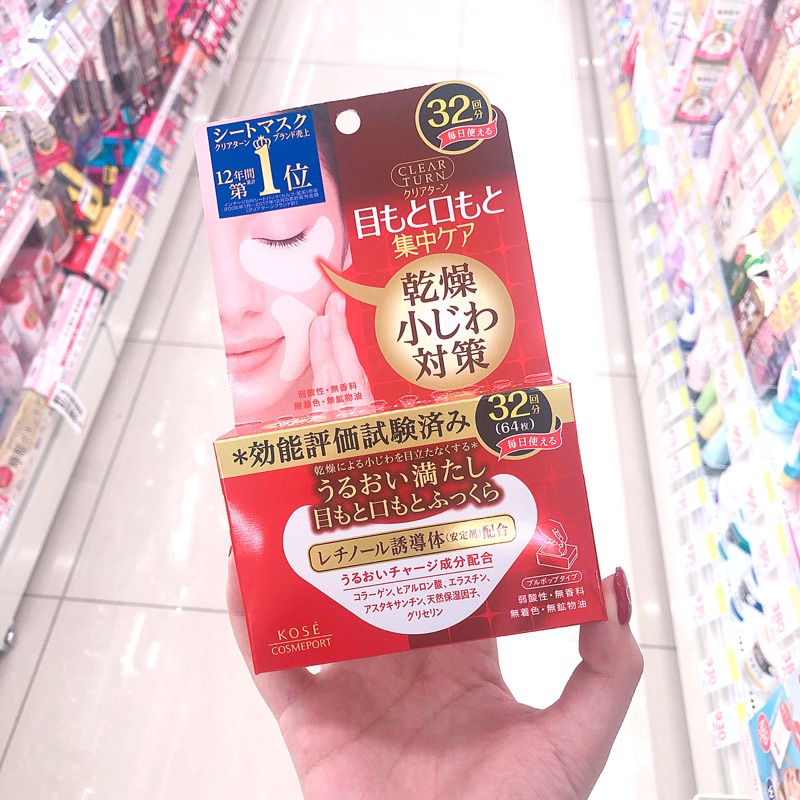 シートマスク
クリアターン ブランド売上
12年間
累計
第1位
32回分
毎日使える
CLEAR
TURN
クリアターン
目もと口もと
集中ケア
乾燥
小じわ
対策
弱酸性・無香料
無着色・無鉱物油
*効能評価試験済み
32回分
(64枚)
毎日使える
乾燥による小じわを目立たなくする*
うるおい満たし
目もと口もとふっくら
レチノール誘導体(安定剤)配合
うるおいチャージ成分配合
コラーゲン、ヒアルロン酸、エラスチン、
アスタキサンチン、天然保湿因子、
グリセリン
プルポップタイプ
弱酸性・無香料
無着色・無鉱物油
KOSÉ
COSMEPORT